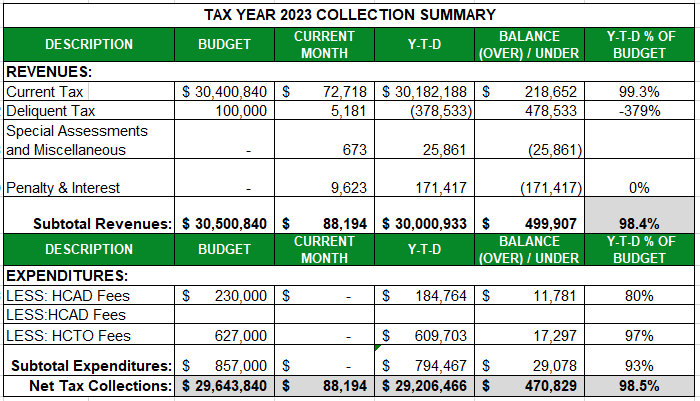 TAX YEAR 2023 COLLECTION SUMMARY
DESCRIPTION BUDGET CURRENT MONTH Y-T-D BALANCE (OVER) / UNDER Y-T-D % OF BUDGET
REVENUES:
Current Tax $ 30,400,840 $ 72,718 $ 30,182,188 $ 218,652 99.3%
Deliquent Tax 100,000 5,181 (378,533) 478,533 -379%
Special Assessments
and Miscellaneous - 673 25,861 (25,861)
Penalty & Interest - 9,623 171,417 (171,417) 0%
Subtotal Revenues: $ 30,500,840 $ 88,194 $ 30,000,933 $ 499,907 98.4%
DESCRIPTION BUDGET CURRENT MONTH Y-T-D BALANCE (OVER) / UNDER Y-T-D % OF BUDGET
EXPENDITURES:
LESS: HCAD Fees $ 230,000 $ - $ 184,764 $ 11,781 80%
LESS:HCAD Fees
LESS: HCTO Fees 627,000 - $ 609,703 17,297 97%
Subtotal Expenditures: $ 857,000 $ - $ 794,467 $ 29,078 93%
Net Tax Collections: $ 29,643,840 $ 88,194 $ 29,206,466 $ 470,829 98.5%